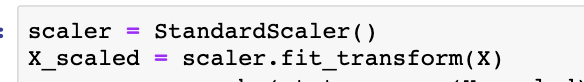 scaler = StandardScaler()
X_scaled = scaler.fit_transform(X)